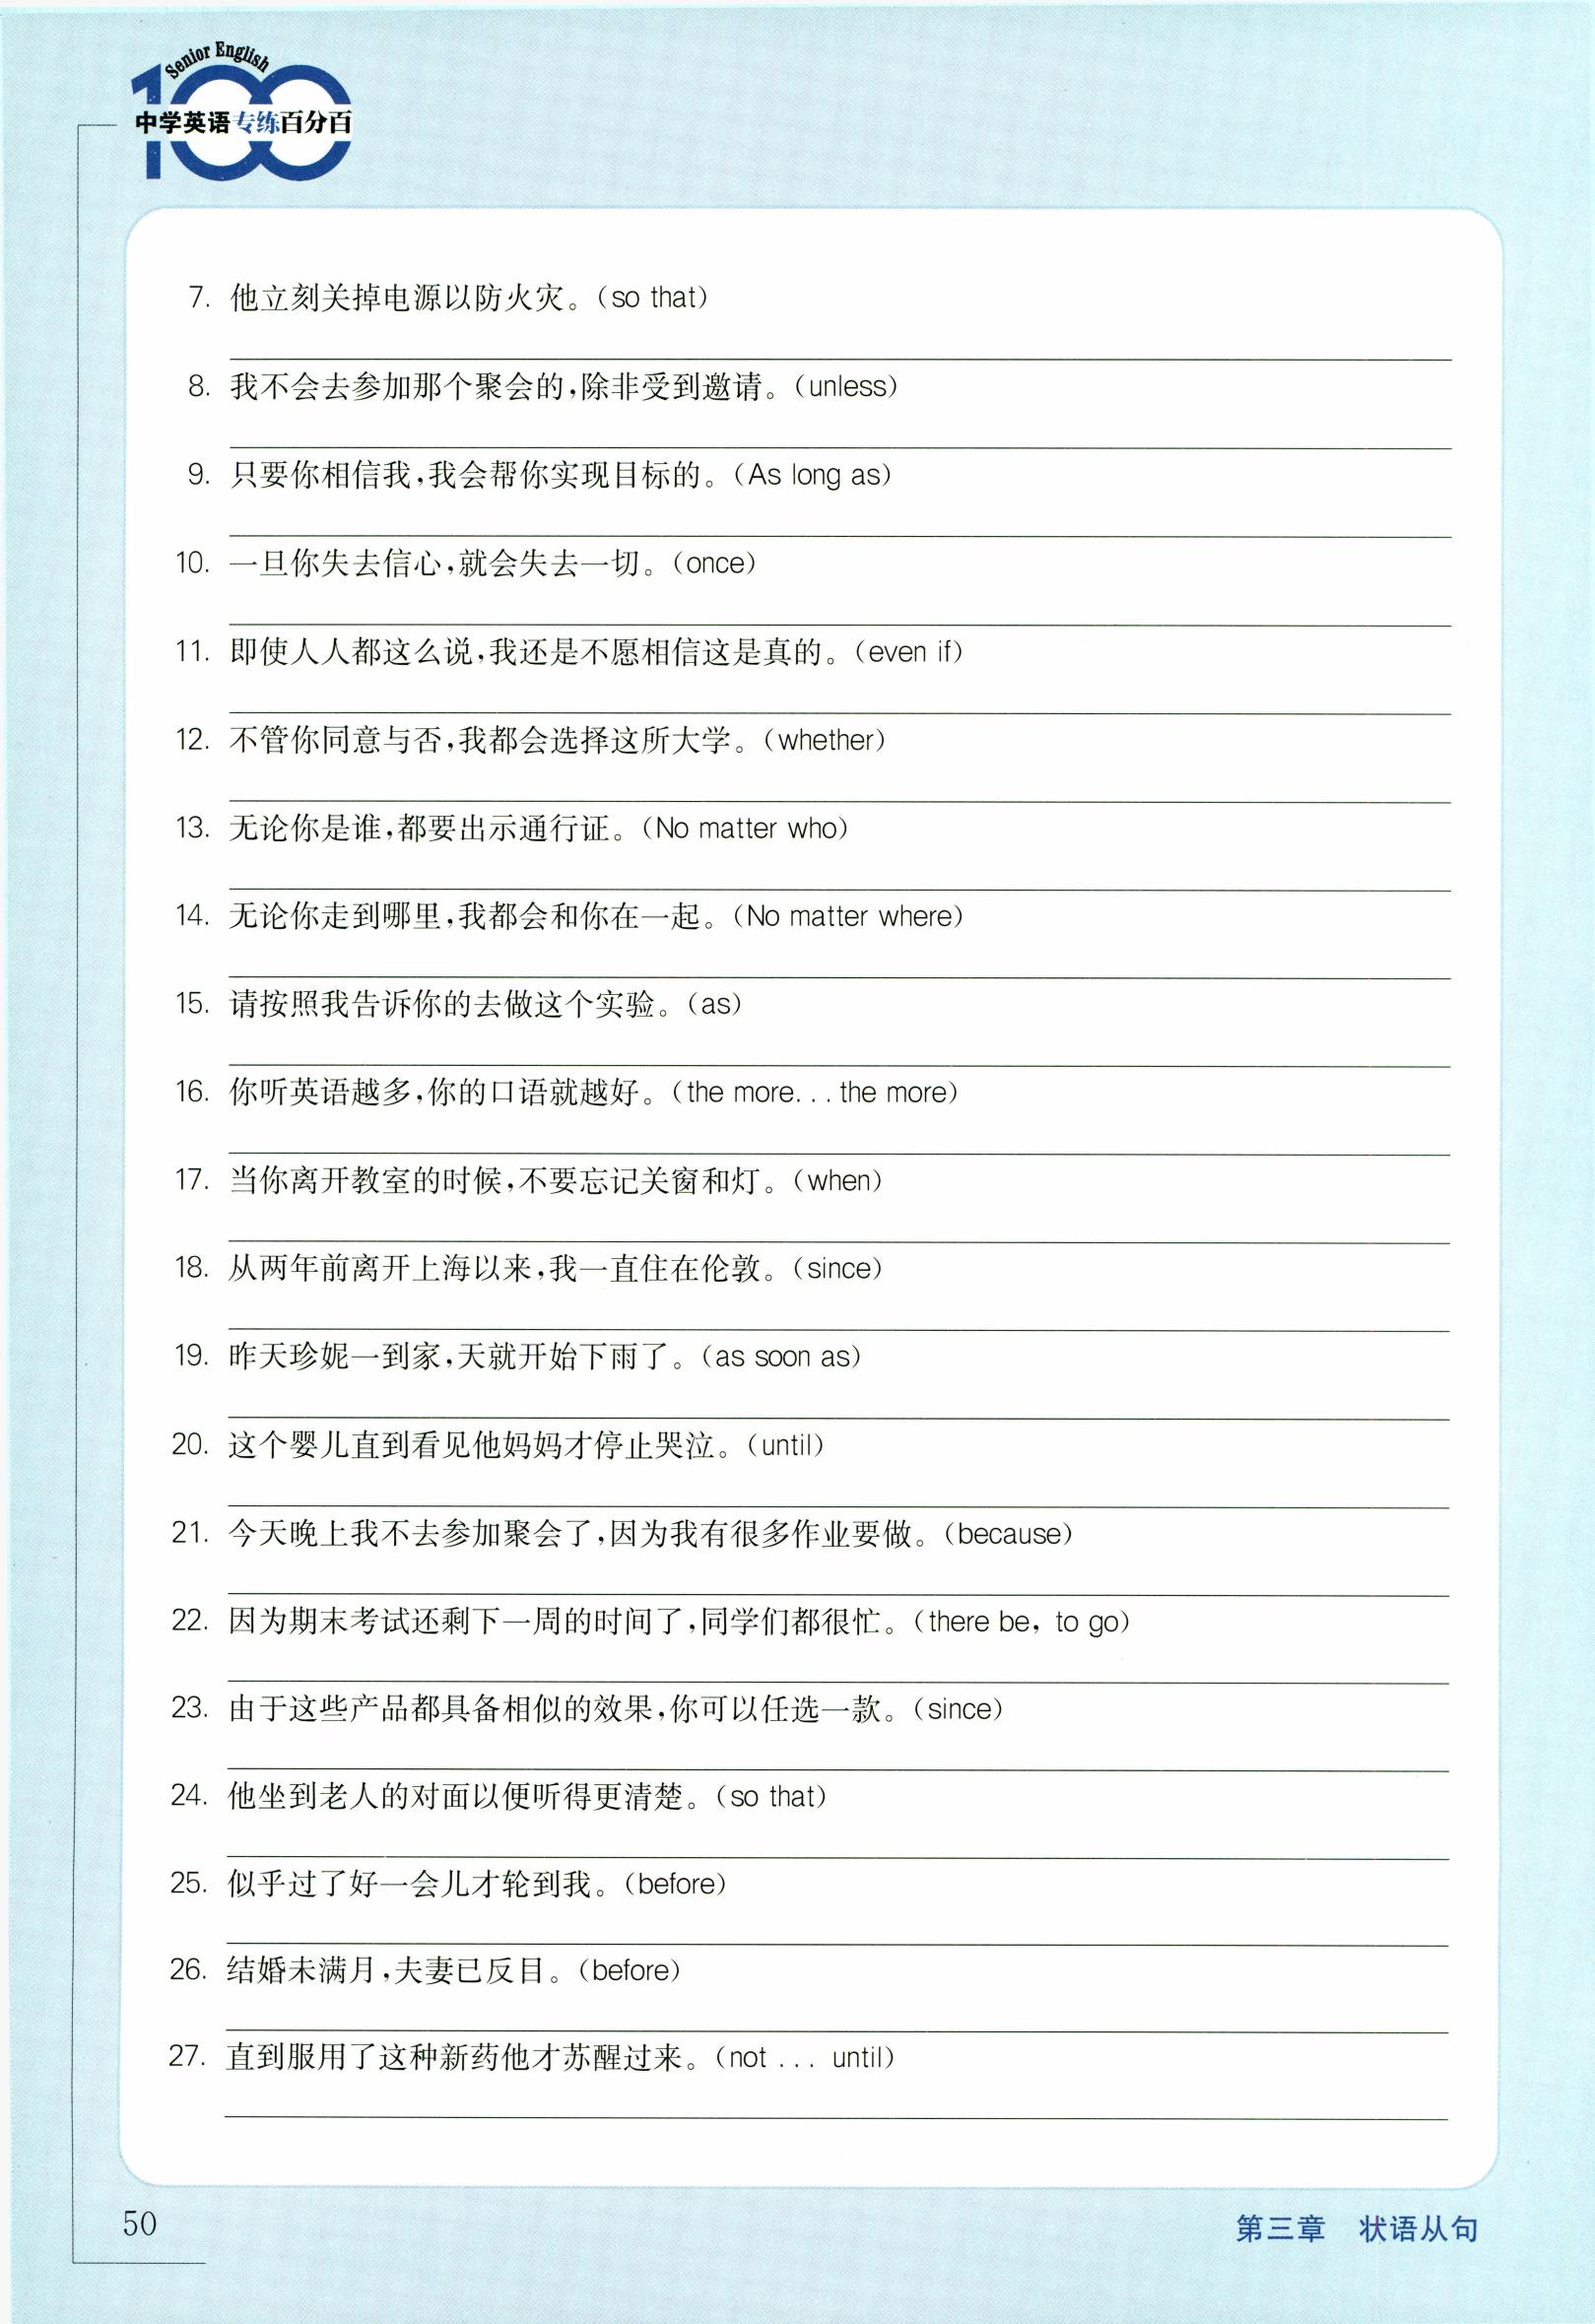 Senior English
100
中学英语专练百分百
7. 他立刻关掉电源以防火灾。(so that)
8. 我不会去参加那个聚会的,除非受到邀请。(unless)
9. 只要你相信我,我会帮你实现目标的。(As long as)
10. 一旦你失去信心,就会失去一切。(once)
11. 即使人人都这么说,我还是不愿相信这是真的。(even if)
12. 不管你同意与否,我都会选择这所大学。(whether)
13. 无论你是谁,都要出示通行证。(No matter who)
14. 无论你走到哪里,我都会和你在一起。(No matter where)
15. 请按照我告诉你的去做这个实验。(as)
16. 你听英语越多,你的口语就越好。(the more...the more)
17. 当你离开教室的时候,不要忘记关窗和灯。(when)
18. 从两年前离开上海以来,我一直住在伦敦。(since)
19. 昨天珍妮一到家,天就开始下雨了。(as soon as)
20. 这个婴儿直到看见他妈妈才停止哭泣。(until)
21. 今天晚上我不去参加聚会了,因为我有很多作业要做。(because)
22. 因为期末考试还剩下一周的时间了,同学们都很忙。(there be, to go)
23. 由于这些产品都具备相似的效果,你可以任选一款。(since)
24. 他坐到老人的对面以便听得更清楚。(so that)
25. 似乎过了好一会儿才轮到我。(before)
26. 结婚未满月,夫妻已反目。(before)
27. 直到服用了这种新药他才苏醒过来。(not ... until)
50
第三章 状语从句